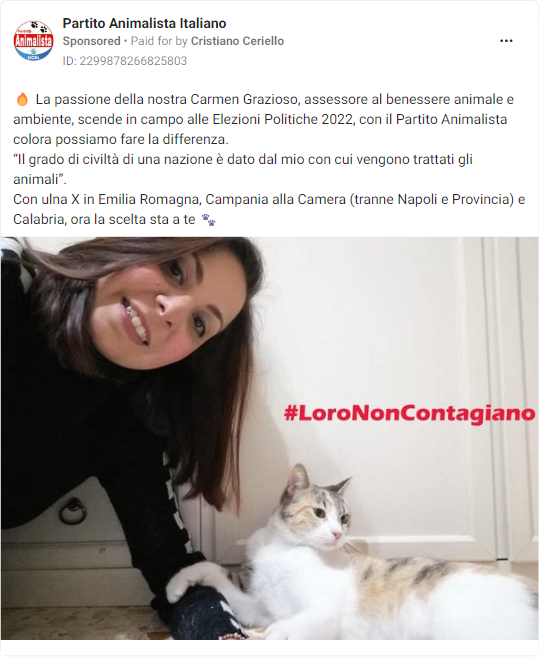 Partito Animalista Italiano
Sponsored • Paid for by Cristiano Ceriello
ID: 2299878266825803
Partito
Animalista
UCDL
🔥 La passione della nostra Carmen Grazioso, assessore al benessere animale e
ambiente, scende in campo alle Elezioni Politiche 2022, con il Partito Animalista
colora possiamo fare la differenza.
“Il grado di civiltà di una nazione è dato dal mio con cui vengono trattati gli
animali”.
Con ulna X in Emilia Romagna, Campania alla Camera (tranne Napoli e Provincia) e
Calabria, ora la scelta sta a te 🐾
#LoroNonContagiano